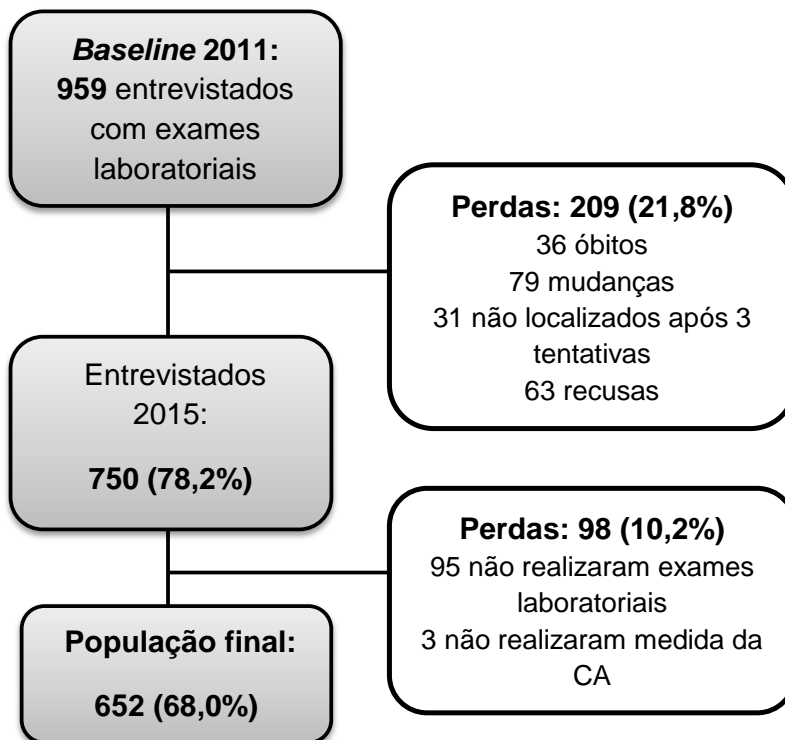 Baseline 2011:
959 entrevistados
com exames
laboratoriais
Perdas: 209 (21,8%)
36 óbitos
79 mudanças
31 não localizados após 3
tentativas
63 recusas
Entrevistados
2015:
750 (78,2%)
Perdas: 98 (10,2%)
95 não realizaram exames
laboratoriais
3 não realizaram medida da
CA
População final:
652 (68,0%)